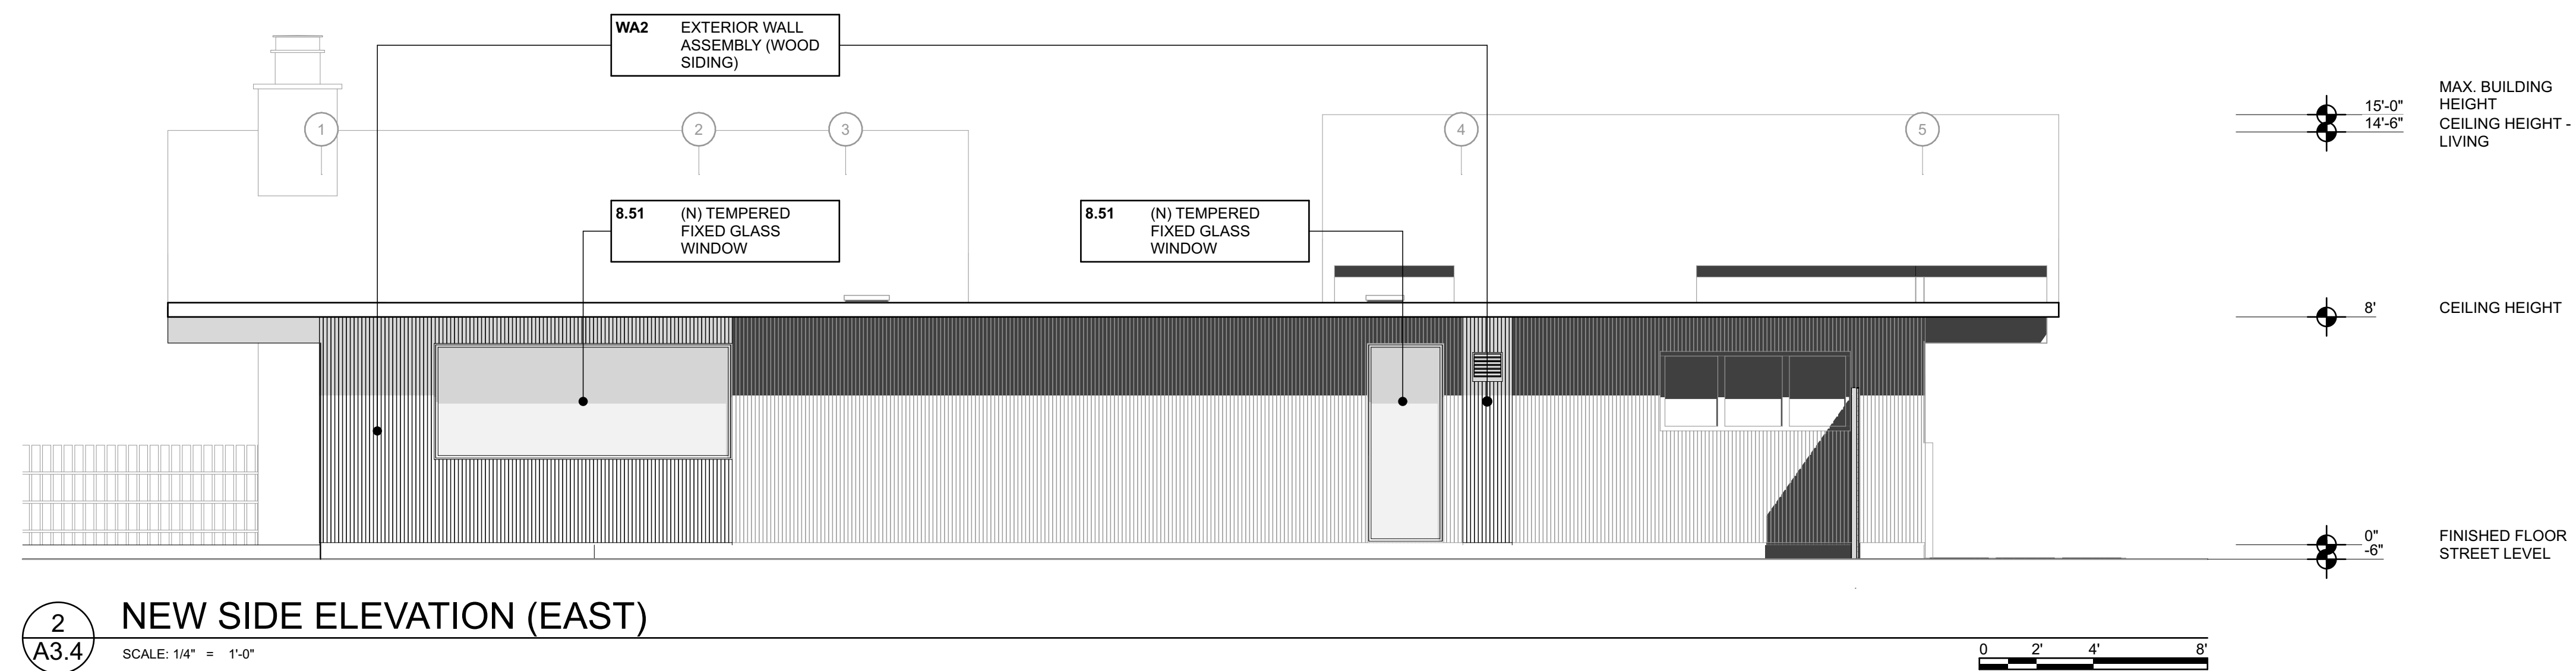 WA2 EXTERIOR WALL
ASSEMBLY (WOOD
SIDING)
1
2
3
4
5
8.51 (N) TEMPERED
FIXED GLASS
WINDOW
8.51 (N) TEMPERED
FIXED GLASS
WINDOW
15'-0" MAX. BUILDING
HEIGHT
14'-6" CEILING HEIGHT -
LIVING
8' CEILING HEIGHT
0" FINISHED FLOOR
-6" STREET LEVEL
2
A3.4
NEW SIDE ELEVATION (EAST)
SCALE: 1/4" = 1'-0"
0 2' 4' 8'